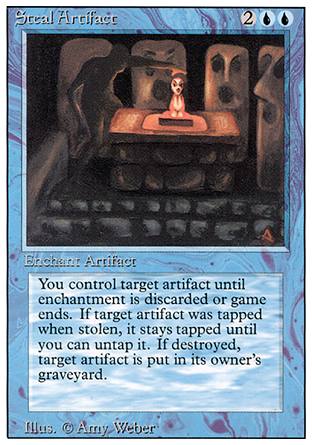 Steal Artifact 2
Enchant Artifact
You control target artifact until
enchantment is discarded or game
ends. If target artifact was tapped
when stolen, it stays tapped until
you can untap it. If destroyed,
target artifact is put in its owner's
graveyard.
Illus. © Amy Weber